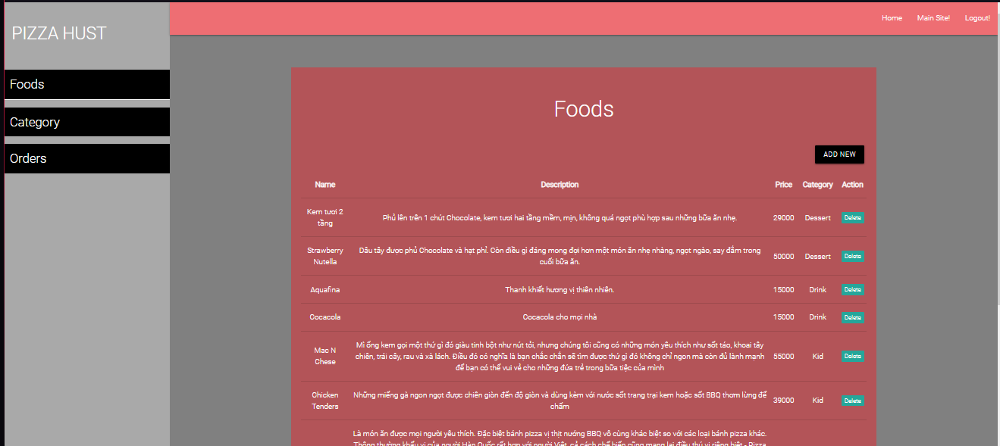 PIZZA HUST
Home Main Site! Logout!
Foods
Category
Orders
Foods
ADD NEW
Name Description Price Category Action
Kem tươi 2
tầng
Phủ lên trên 1 chút Chocolate, kem tươi hai tầng mềm, mịn, không quá ngọt phù hợp sau những bữa ăn nhẹ.
29000 Dessert Delete
Strawberry
Nutella
Dâu tây được phủ Chocolate và hạt phỉ. Còn điều gì đáng mong đợi hơn một món ăn nhẹ nhàng, ngọt ngào, say đắm trong
cuối bữa ăn.
50000 Dessert Delete
Aquafina Thanh khiết hương vị thiên nhiên. 15000 Drink Delete
Cocacola Cocacola cho mọi nhà 15000 Drink Delete
Mac N
Chese
Mì ống kem gọi một thứ gì đó giàu tinh bột như nút tỏi, nhưng chúng tôi cũng có những món yêu thích như sốt táo, khoai tây
chiên, trái cây, rau và xà lách. Điều đó có nghĩa là bạn chắc chắn sẽ tìm được thứ gì đó không chỉ ngon mà còn đủ lành mạnh
để bạn có thể vui vẻ cho những đứa trẻ trong bữa tiệc của mình
55000 Kid Delete
Chicken
Tenders
Những miếng gà ngon ngọt được chiên giòn đến độ giòn và dùng kèm với nước sốt trang trại kem hoặc sốt BBQ thơm lừng để
chấm
39000 Kid Delete
Là món ăn được mọi người yêu thích. Đặc biệt bánh pizza vị thịt nướng BBQ vô cùng khác biệt so với các loại bánh pizza khác.
Thông thường khẩu vị của người Hàn Quốc rất hợp với người Việt, cả cách chế biến cũng mang lại điều thú vị riêng biệt - Pizza